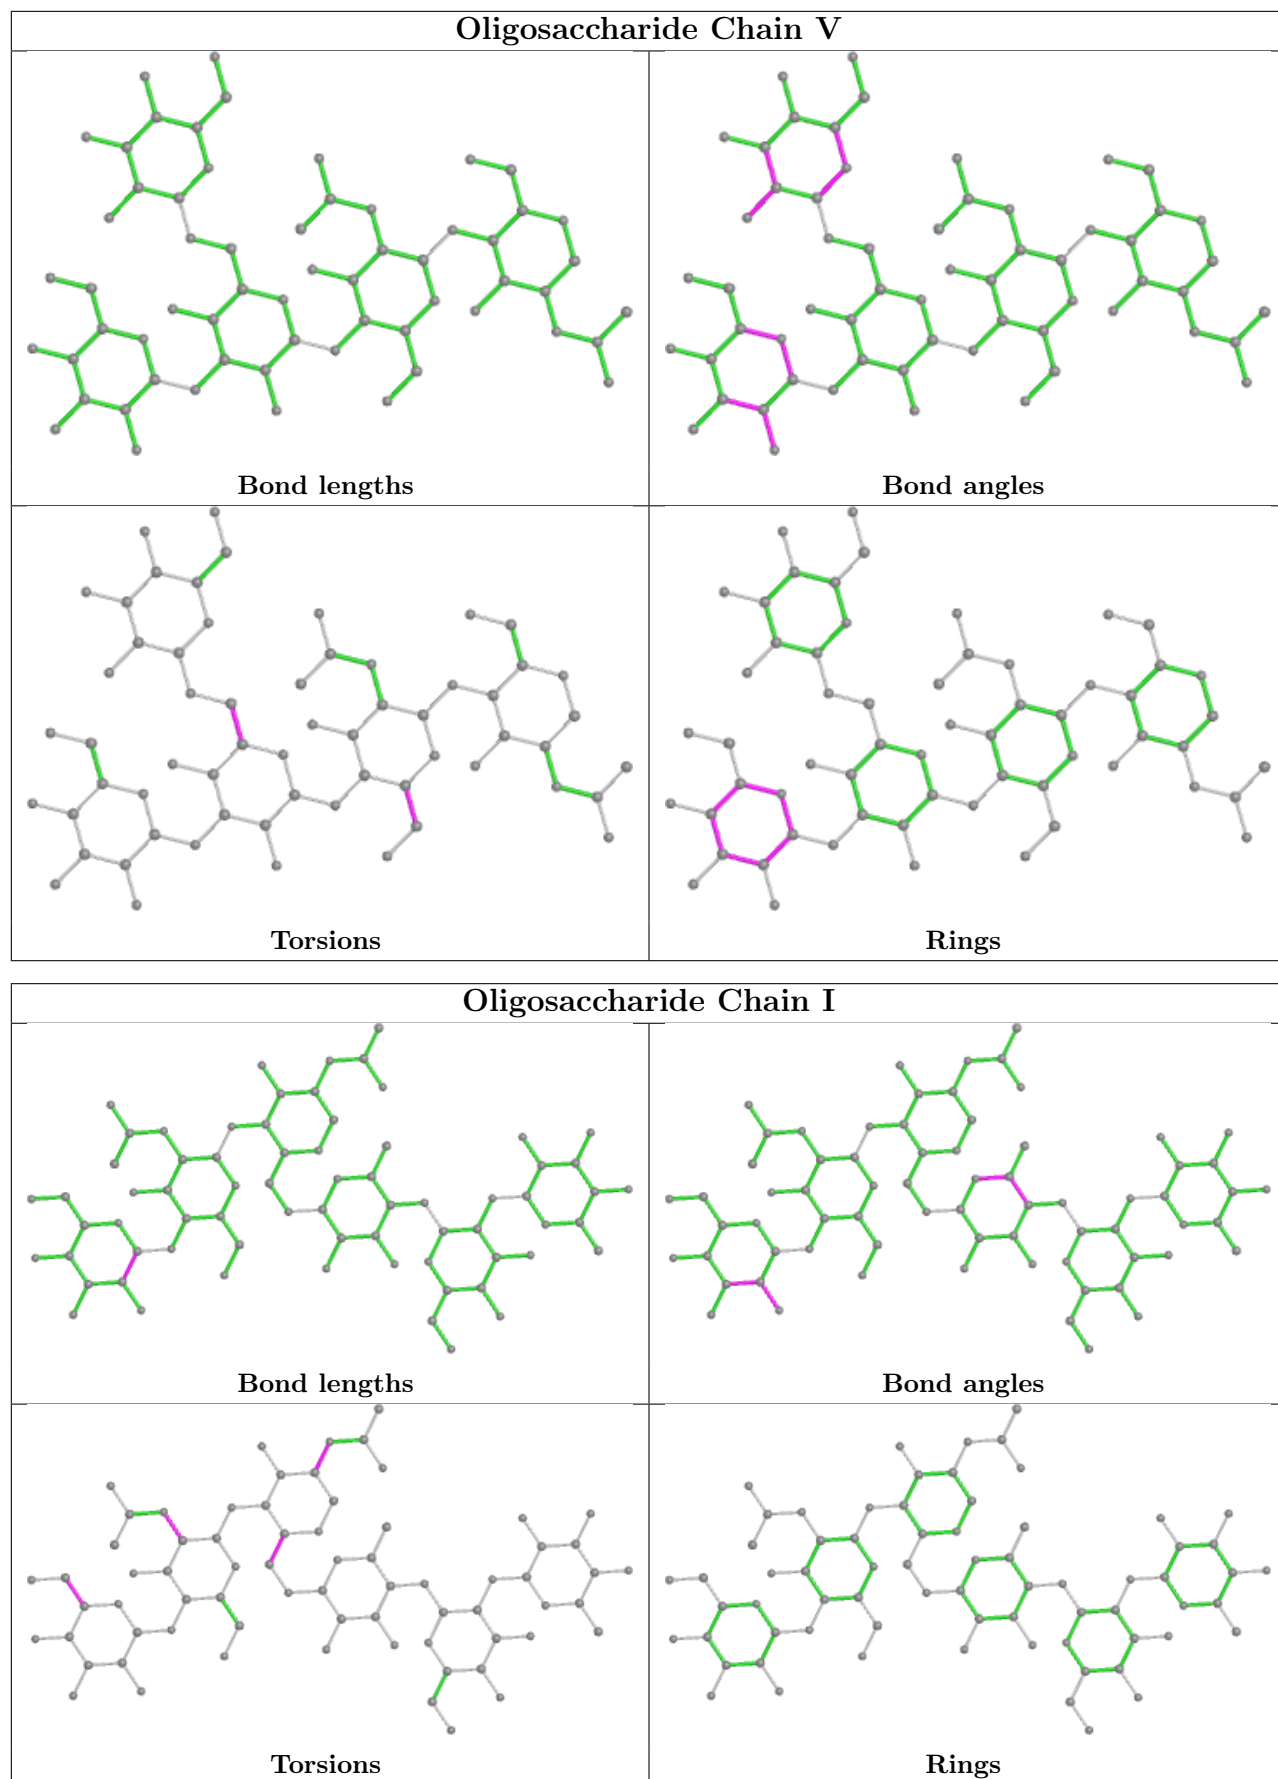 Oligosaccharide Chain V
Bond lengths
Bond angles
Torsions
Rings
Oligosaccharide Chain I
Bond lengths
Bond angles
Torsions
Rings